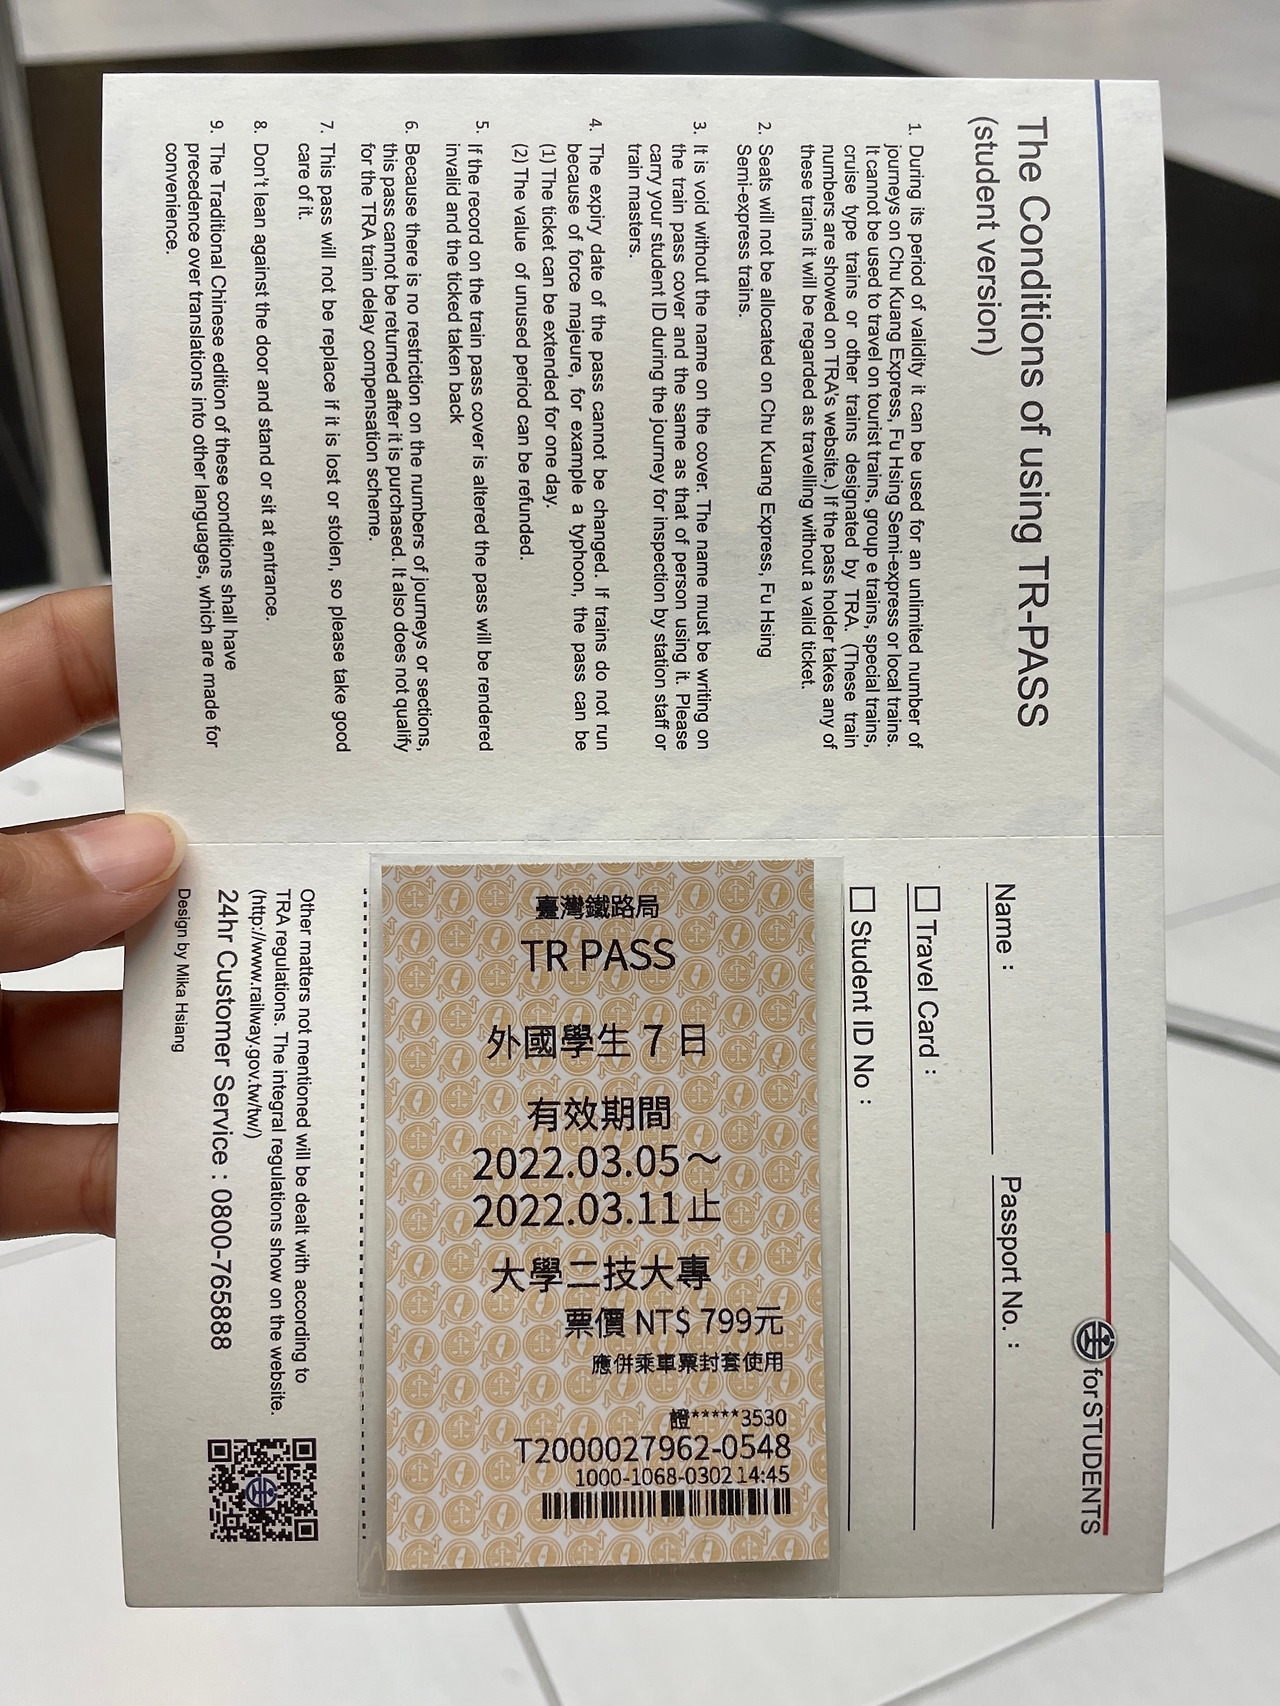 The Conditions of using TR-PASS
(student version)
1. During its period of validity it can be used for an unlimited number of
journeys on Chu Kuang Express, Fu Hsing Semi-express or local trains.
It cannot be used to travel on tourist trains, group e trains, special trains,
cruise type trains or other trains designated by TRA. (These train
numbers are showed on TRA's website.) If the pass holder takes any of
these trains it will be regarded as travelling without a valid ticket.
2. Seats will not be allocated on Chu Kuang Express, Fu Hsing
Semi-express trains.
3. It is void without the name on the cover. The name must be writing on
the train pass cover and the same as that of person using it. Please
carry your student ID during the journey for inspection by station staff or
train masters.
4. The expiry date of the pass cannot be changed. If trains do not run
because of force majeure, for example a typhoon, the pass can be
(1) The ticket can be extended for one day.
(2) The value of unused period can be refunded.
5. If the record on the train pass cover is altered the pass will be rendered
invalid and the ticked taken back
6. Because there is no restriction on the numbers of journeys or sections,
this pass cannot be returned after it is purchased. It also does not qualify
for the TRA train delay compensation scheme.
7. This pass will not be replace if it is lost or stolen, so please take good
care of it.
8. Don't lean against the door and stand or sit at entrance.
9. The Traditional Chinese edition of these conditions shall have
precedence over translations into other languages, which are made for
convenience.
forSTUDENTS
Name :
Passport No. :
Travel Card :
Student ID No :
臺灣鐵路局
TR PASS
外國學生 7 日
有效期間
2022.03.05～
2022.03.11止
大學二技大專
票價 NT$ 799元
應併乘車票封套使用
證*****3530
T2000027962-0548
1000-1068-0302 14:45
Other matters not mentioned will be dealt with according to
TRA regulations. The integral regulations show on the website.
(http://www.railway.gov.tw/tw/)
24hr Customer Service : 0800-765888
Design by Mika Hsiang